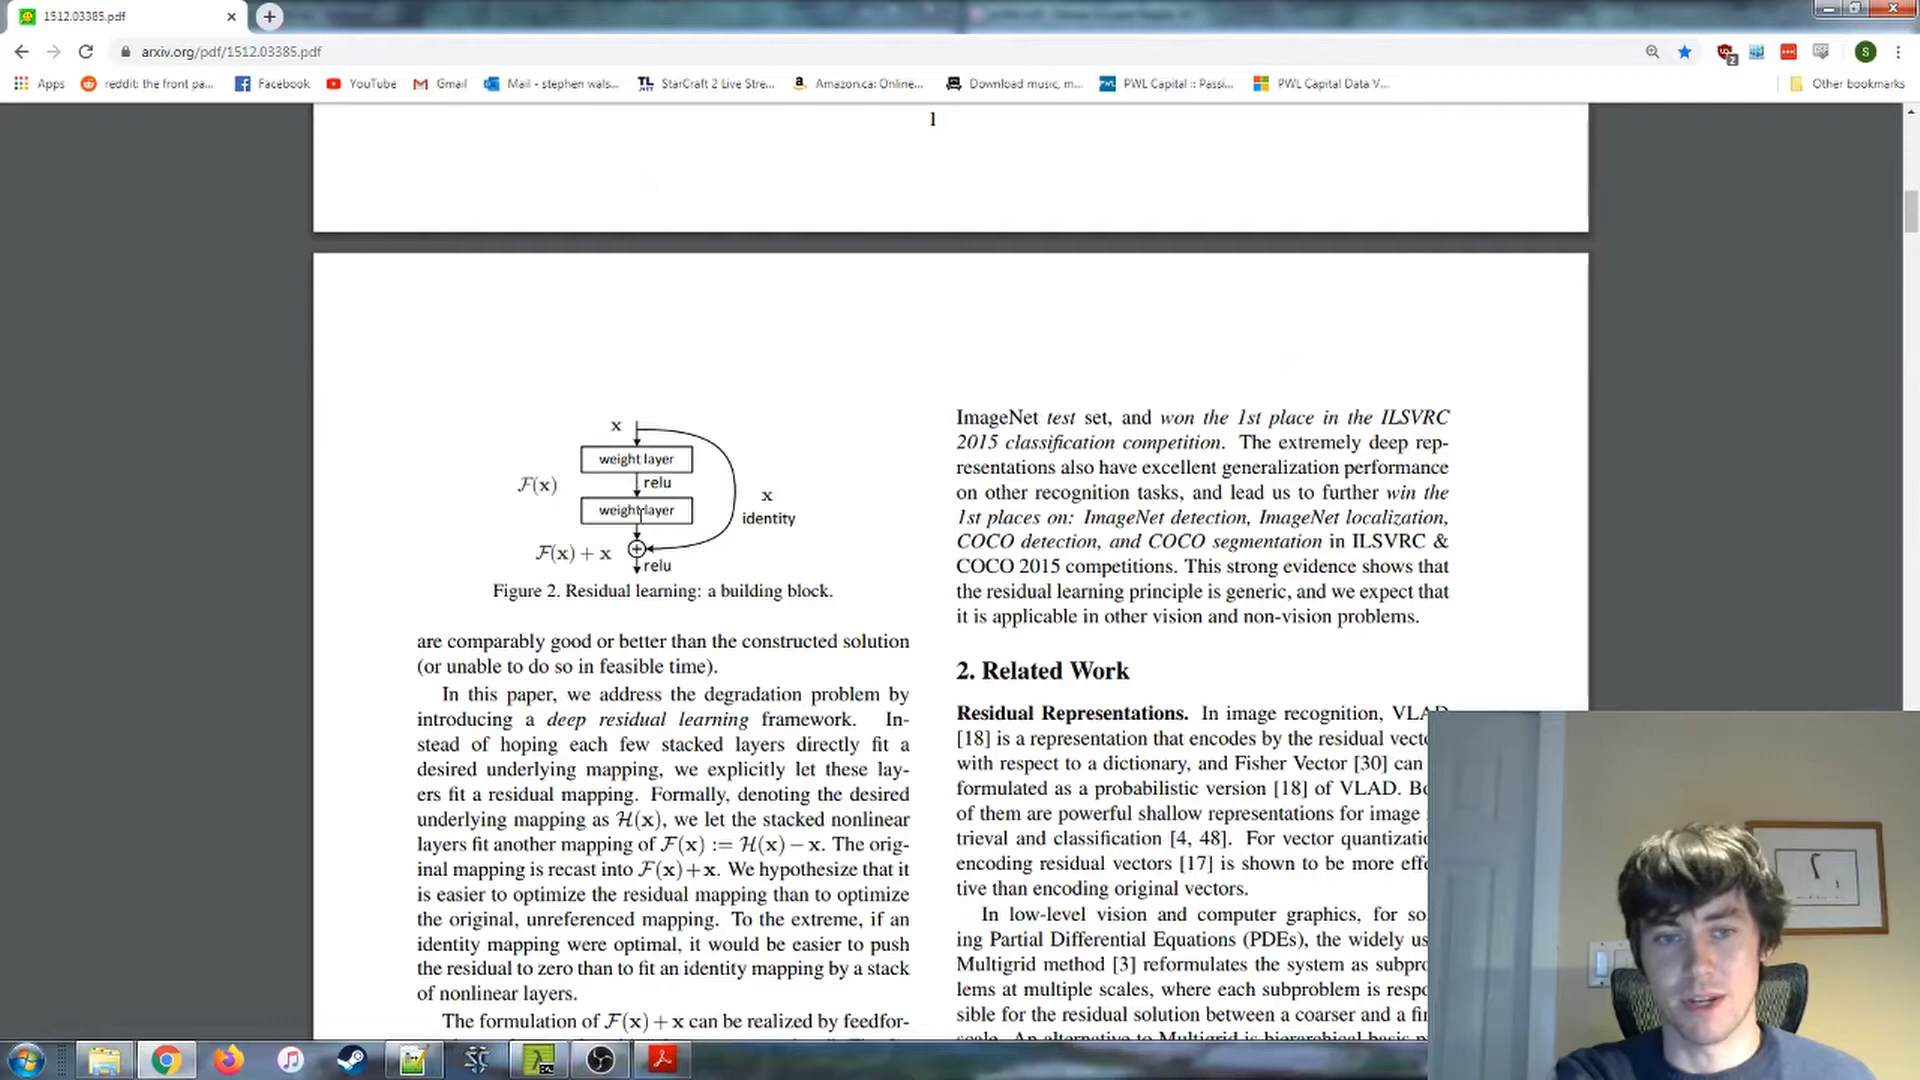 1512.03385.pdf
arxiv.org/pdf/1512.03385.pdf
2
S
Apps
reddit: the front pa...
Facebook
YouTube
Gmail
Mail - stephen wals...
TL
StarCraft 2 Live Stre...
Amazon.ca: Online...
Download music, m...
PWL Capital :: Passi...
PWL Capital Data V...
Other bookmarks
1
x
weight layer
relu
F(x)
weight layer
x
identity
F(x) + x
relu
Figure 2. Residual learning: a building block.
are comparably good or better than the constructed solution
(or unable to do so in feasible time).
In this paper, we address the degradation problem by
introducing a deep residual learning framework. In-
stead of hoping each few stacked layers directly fit a
desired underlying mapping, we explicitly let these lay-
ers fit a residual mapping. Formally, denoting the desired
underlying mapping as H(x), we let the stacked nonlinear
layers fit another mapping of F(x) := H(x)−x. The orig-
inal mapping is recast into F(x)+x. We hypothesize that it
is easier to optimize the residual mapping than to optimize
the original, unreferenced mapping. To the extreme, if an
identity mapping were optimal, it would be easier to push
the residual to zero than to fit an identity mapping by a stack
of nonlinear layers.
The formulation of F(x)+x can be realized by feedfor-
ImageNet test set, and won the 1st place in the ILSVRC
2015 classification competition. The extremely deep rep-
resentations also have excellent generalization performance
on other recognition tasks, and lead us to further win the
1st places on: ImageNet detection, ImageNet localization,
COCO detection, and COCO segmentation in ILSVRC &
COCO 2015 competitions. This strong evidence shows that
the residual learning principle is generic, and we expect that
it is applicable in other vision and non-vision problems.
2. Related Work
Residual Representations. In image recognition, VLAD
[18] is a representation that encodes by the residual vecto
with respect to a dictionary, and Fisher Vector [30] can
formulated as a probabilistic version [18] of VLAD. Bo
of them are powerful shallow representations for image
trieval and classification [4, 48]. For vector quantizatio
encoding residual vectors [17] is shown to be more effe
tive than encoding original vectors.
In low-level vision and computer graphics, for so
ing Partial Differential Equations (PDEs), the widely us
Multigrid method [3] reformulates the system as subpro
lems at multiple scales, where each subproblem is respo
sible for the residual solution between a coarser and a fin
scale. An alternative to Multigrid is hierarchical basis p